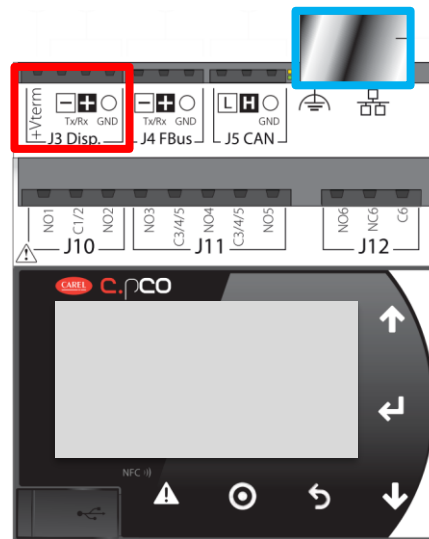 +Vterm
Tx/Rx GND Tx/Rx GND L H GND
J3 Disp. J4 FBus J5 CAN
NO1 C1/2 NO2 NO3 C3/4/5 NO4 C3/4/5 NO5 NO6 NC6 C6
J10 J11 J12
CAREL c.pCO
NFC